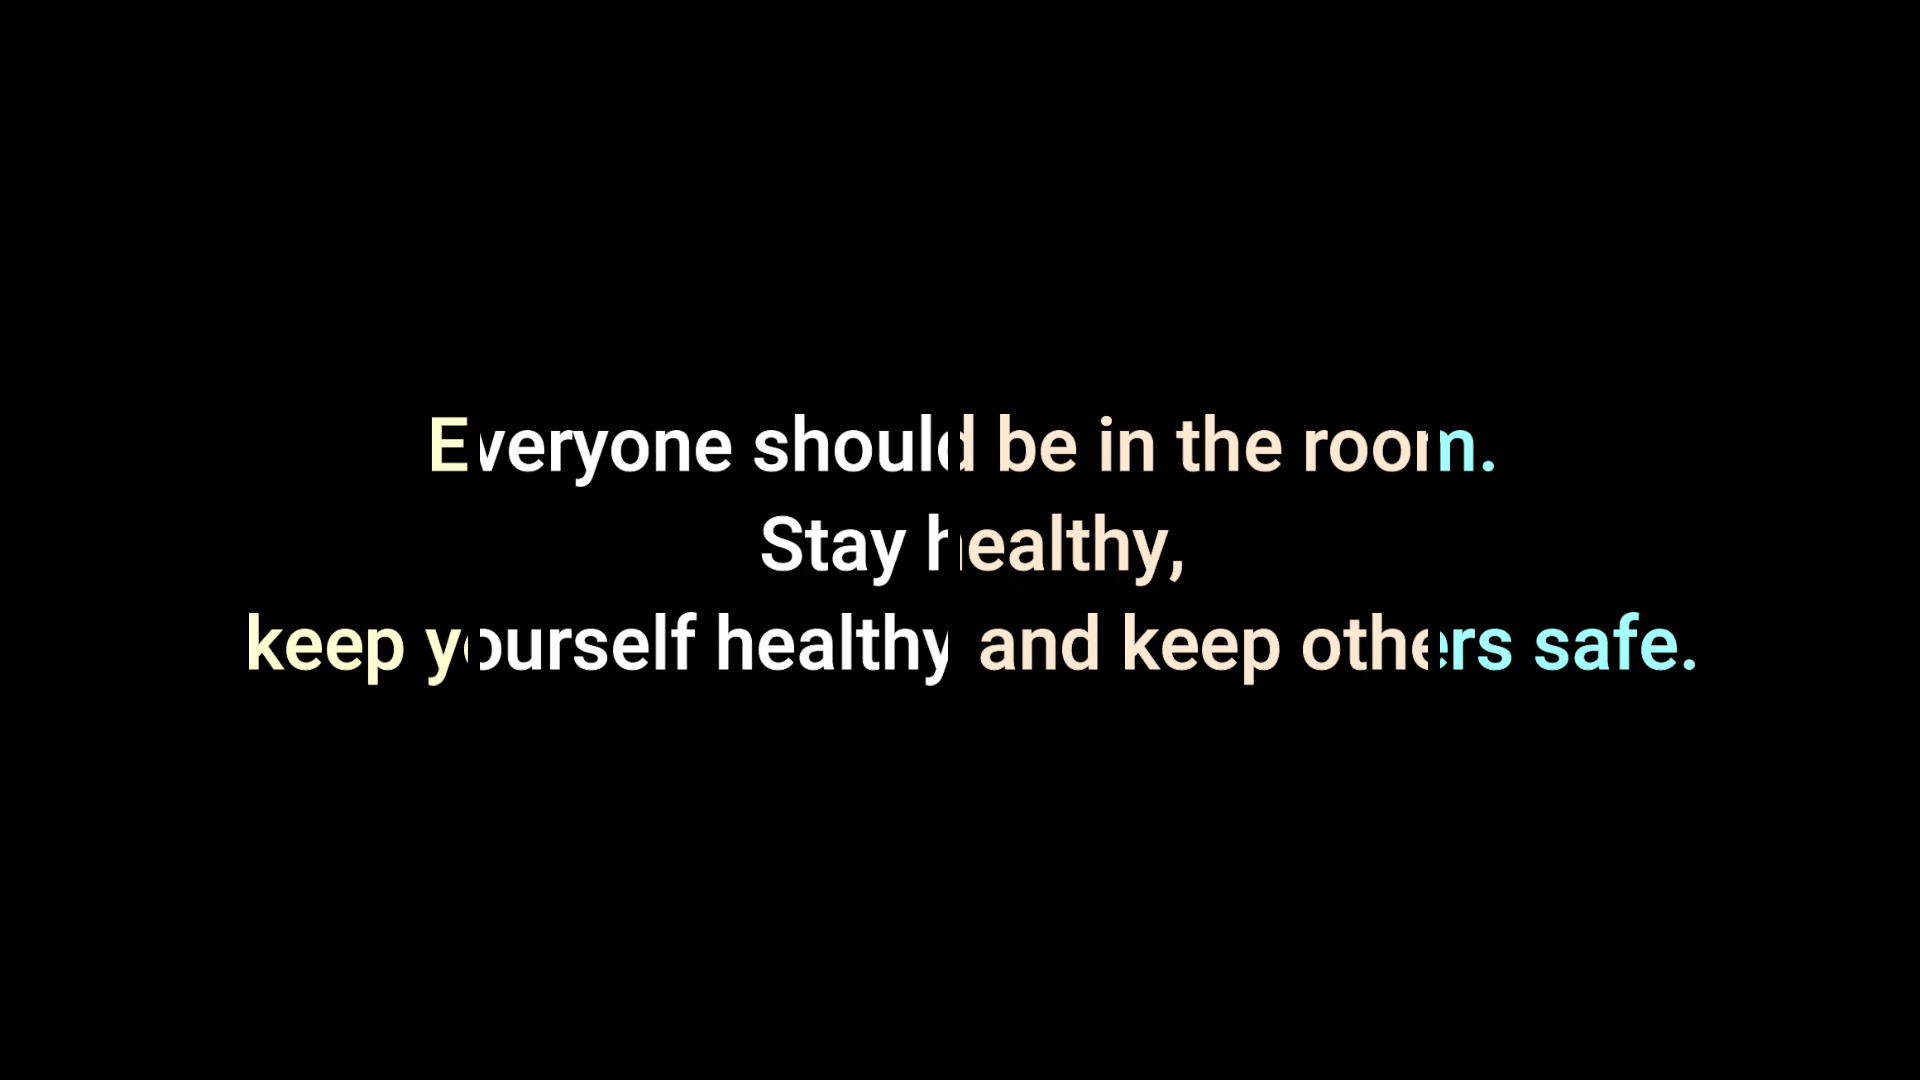 Everyone should be in the room.
Stay healthy,
keep yourself healthy and keep others safe.